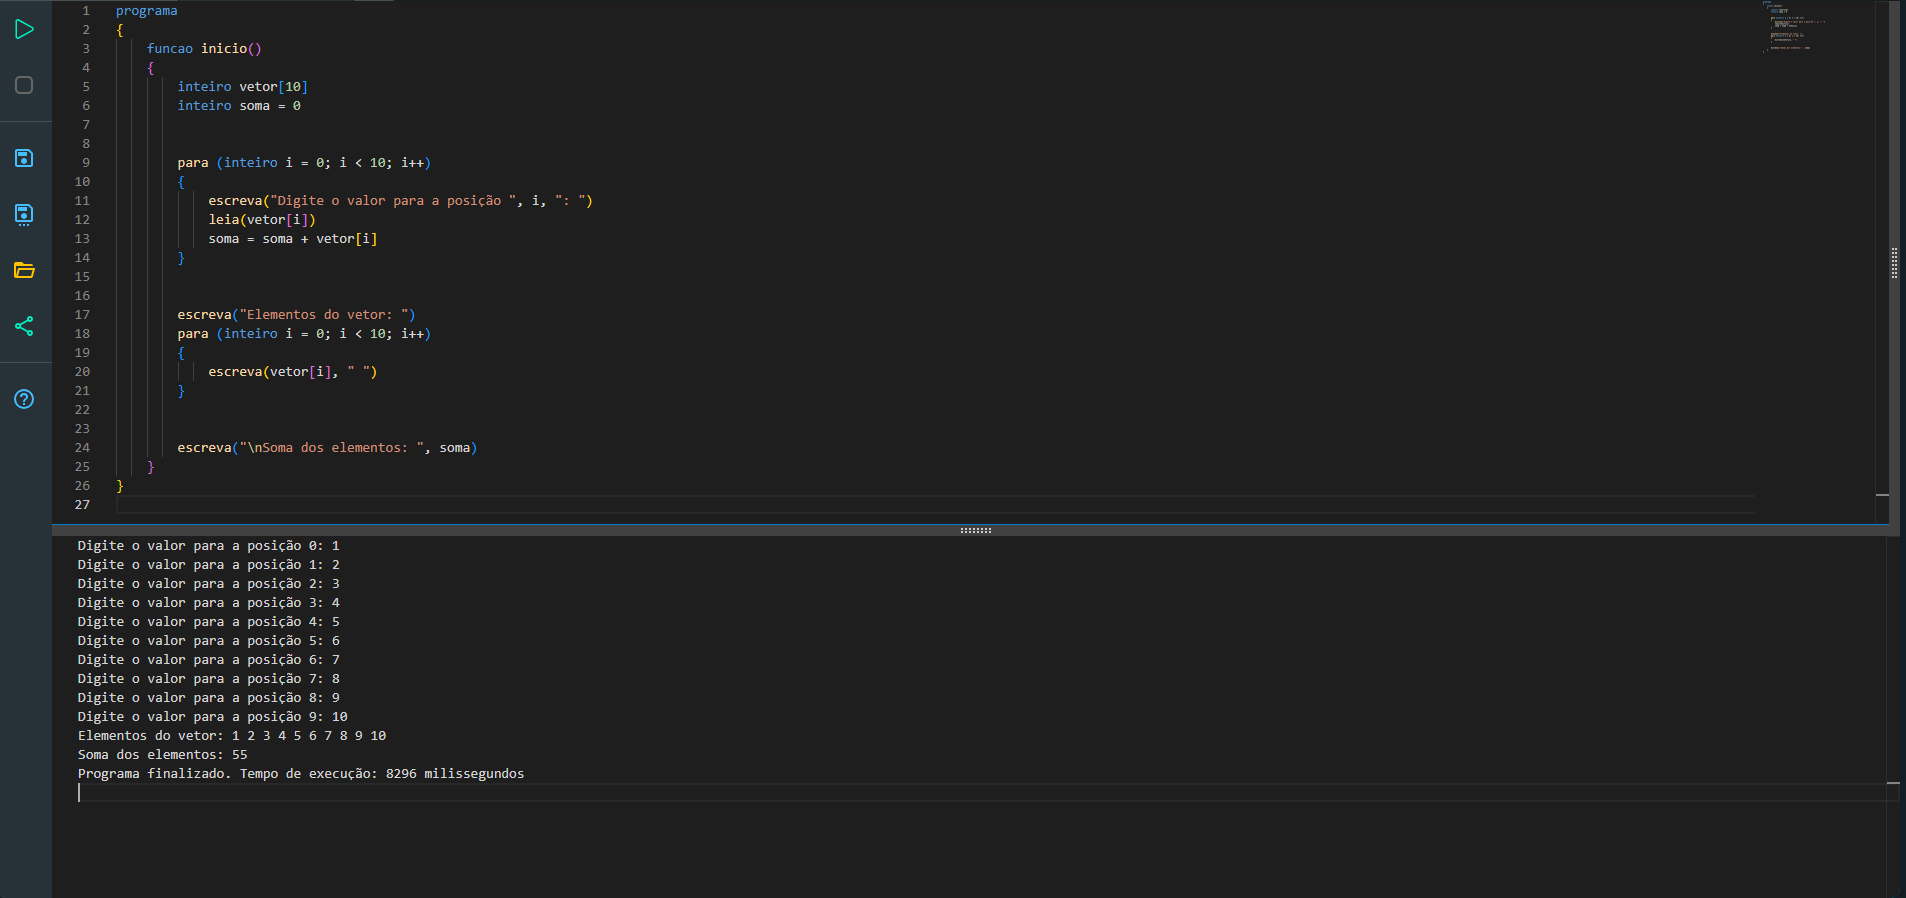 1 programa
2 {
3 funcao inicio()
4 {
5 inteiro vetor[10]
6 inteiro soma = 0
7
8
9 para (inteiro i = 0; i < 10; i++)
10 {
11 escreva("Digite o valor para a posição ", i, ": ")
12 leia(vetor[i])
13 soma = soma + vetor[i]
14 }
15
16
17 escreva("Elementos do vetor: ")
18 para (inteiro i = 0; i < 10; i++)
19 {
20 escreva(vetor[i], " ")
21 }
22
23
24 escreva("\nSoma dos elementos: ", soma)
25 }
26 }
27
Digite o valor para a posição 0: 1
Digite o valor para a posição 1: 2
Digite o valor para a posição 2: 3
Digite o valor para a posição 3: 4
Digite o valor para a posição 4: 5
Digite o valor para a posição 5: 6
Digite o valor para a posição 6: 7
Digite o valor para a posição 7: 8
Digite o valor para a posição 8: 9
Digite o valor para a posição 9: 10
Elementos do vetor: 1 2 3 4 5 6 7 8 9 10
Soma dos elementos: 55
Programa finalizado. Tempo de execução: 8296 milissegundos